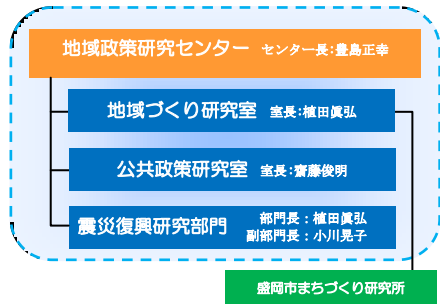 地域政策研究センター センター長:豊島正幸
地域づくり研究室 室長:植田眞弘
公共政策研究室 室長:齋藤俊明
震災復興研究部門 部門長:植田眞弘
副部門長:小川晃子
盛岡市まちづくり研究所